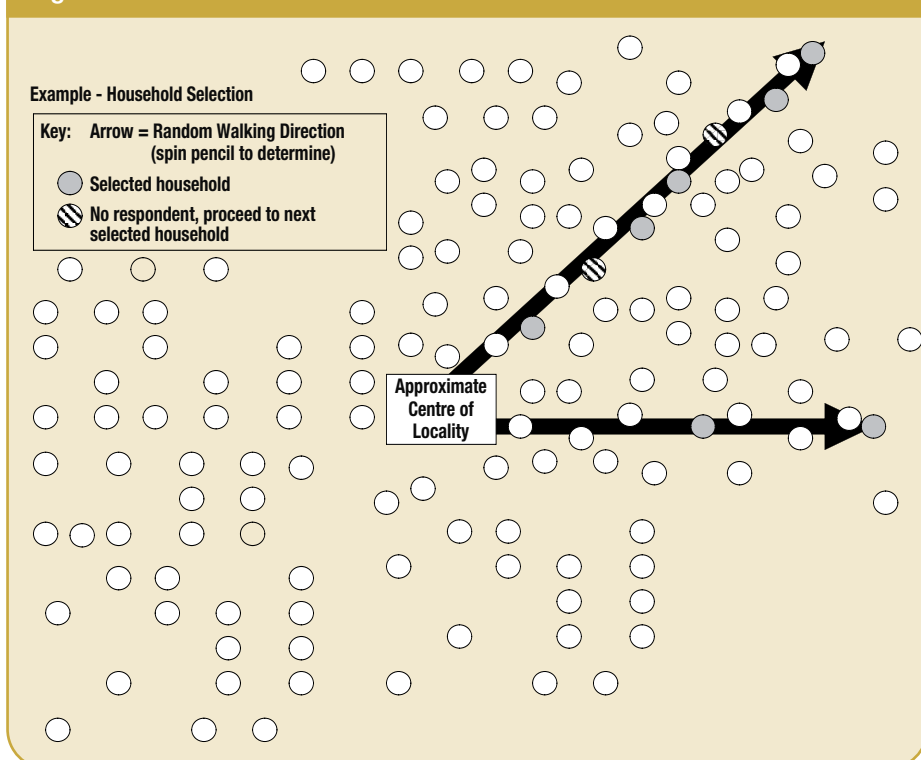 Example - Household Selection
Key: Arrow = Random Walking Direction
(spin pencil to determine)
Selected household
No respondent, proceed to next
selected household
Approximate
Centre of
Locality